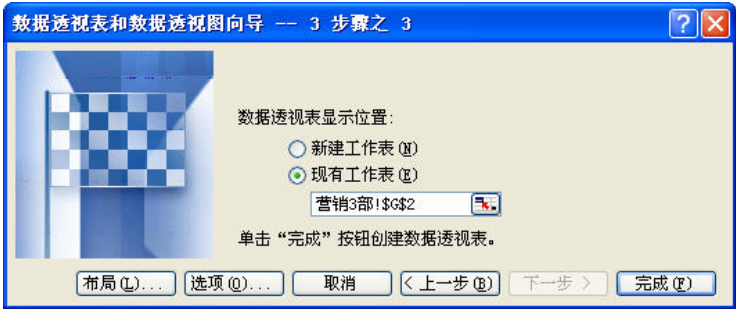 数据透视表和数据透视图向导 -- 3 步骤之 3
数据透视表显示位置:
新建工作表(N)
现有工作表(E)
营销3部!$G$2
单击“完成”按钮创建数据透视表。
布局(L)... 选项(O)... 取消 < 上一步(B) 下一步 > 完成(F)